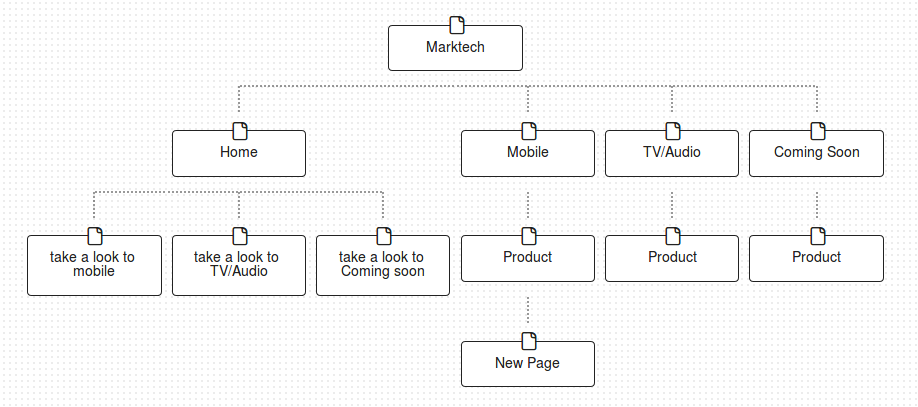 Marktech
Home
Mobile
TV/Audio
Coming Soon
take a look to
mobile
take a look to
TV/Audio
take a look to
Coming soon
Product
Product
Product
New Page